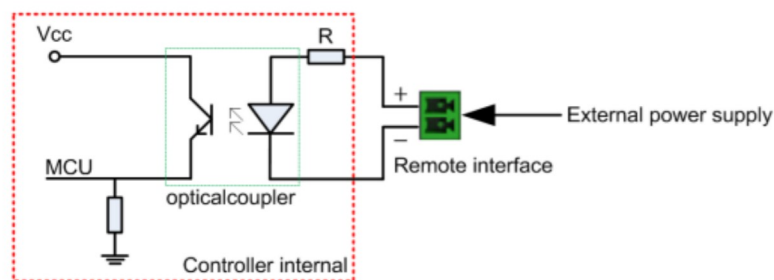 Vcc
R
+
External power supply
−
MCU
Remote interface
opticalcoupler
Controller internal